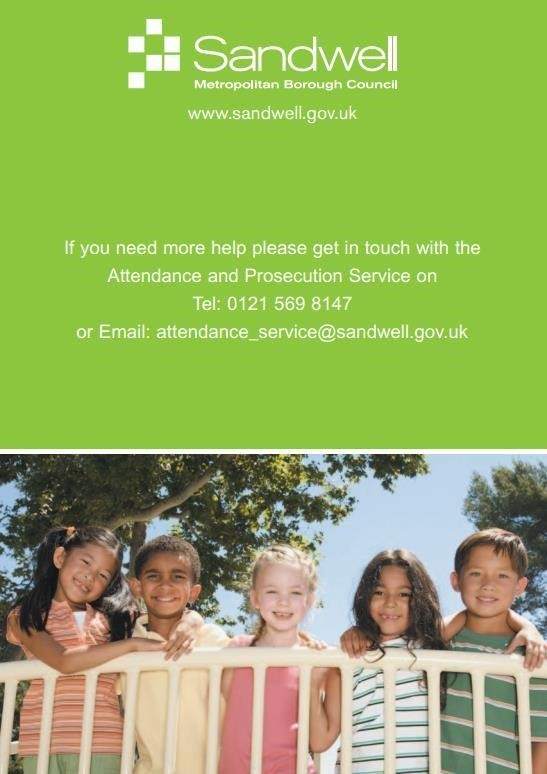 Sandwell
Metropolitan Borough Council
www.sandwell.gov.uk
If you need more help please get in touch with the
Attendance and Prosecution Service on
Tel: 0121 569 8147
or Email: attendance_service@sandwell.gov.uk